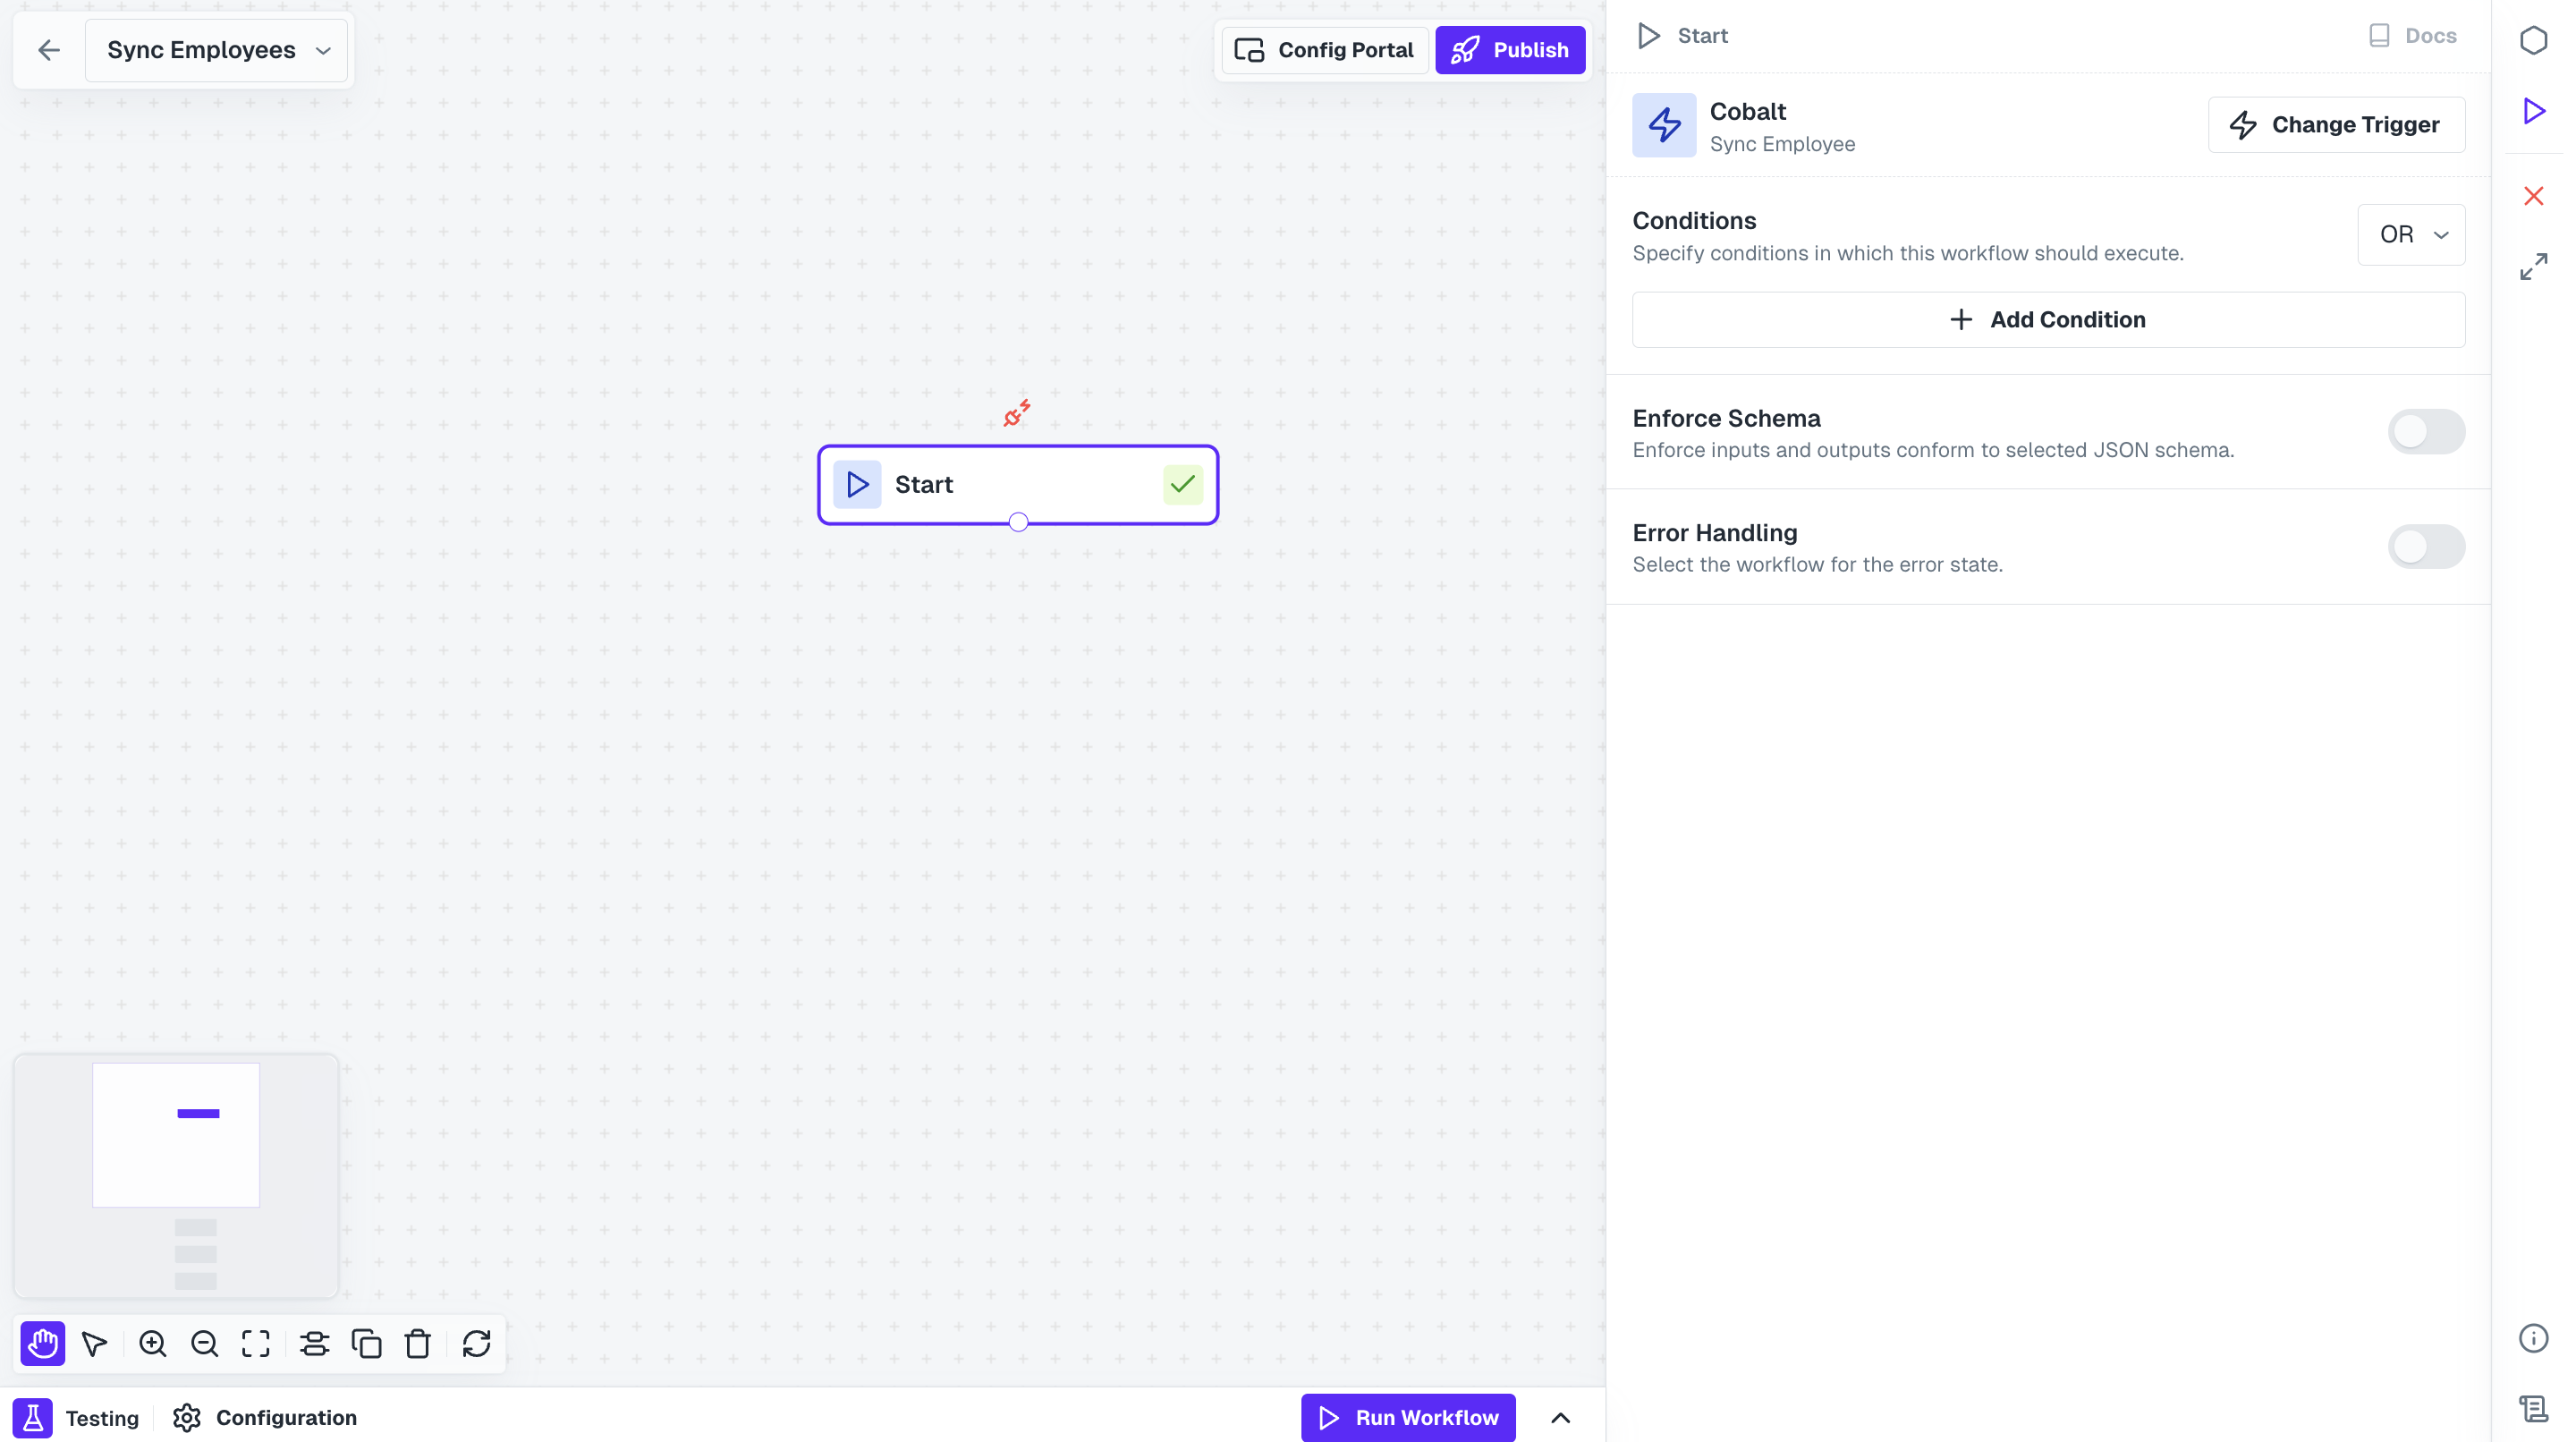 Sync Employees
Config Portal
Publish
Start
Docs
Cobalt
Sync Employee
Change Trigger
Conditions
Specify conditions in which this workflow should execute.
OR
Add Condition
Enforce Schema
Enforce inputs and outputs conform to selected JSON schema.
Error Handling
Select the workflow for the error state.
Start
Testing
Configuration
Run Workflow